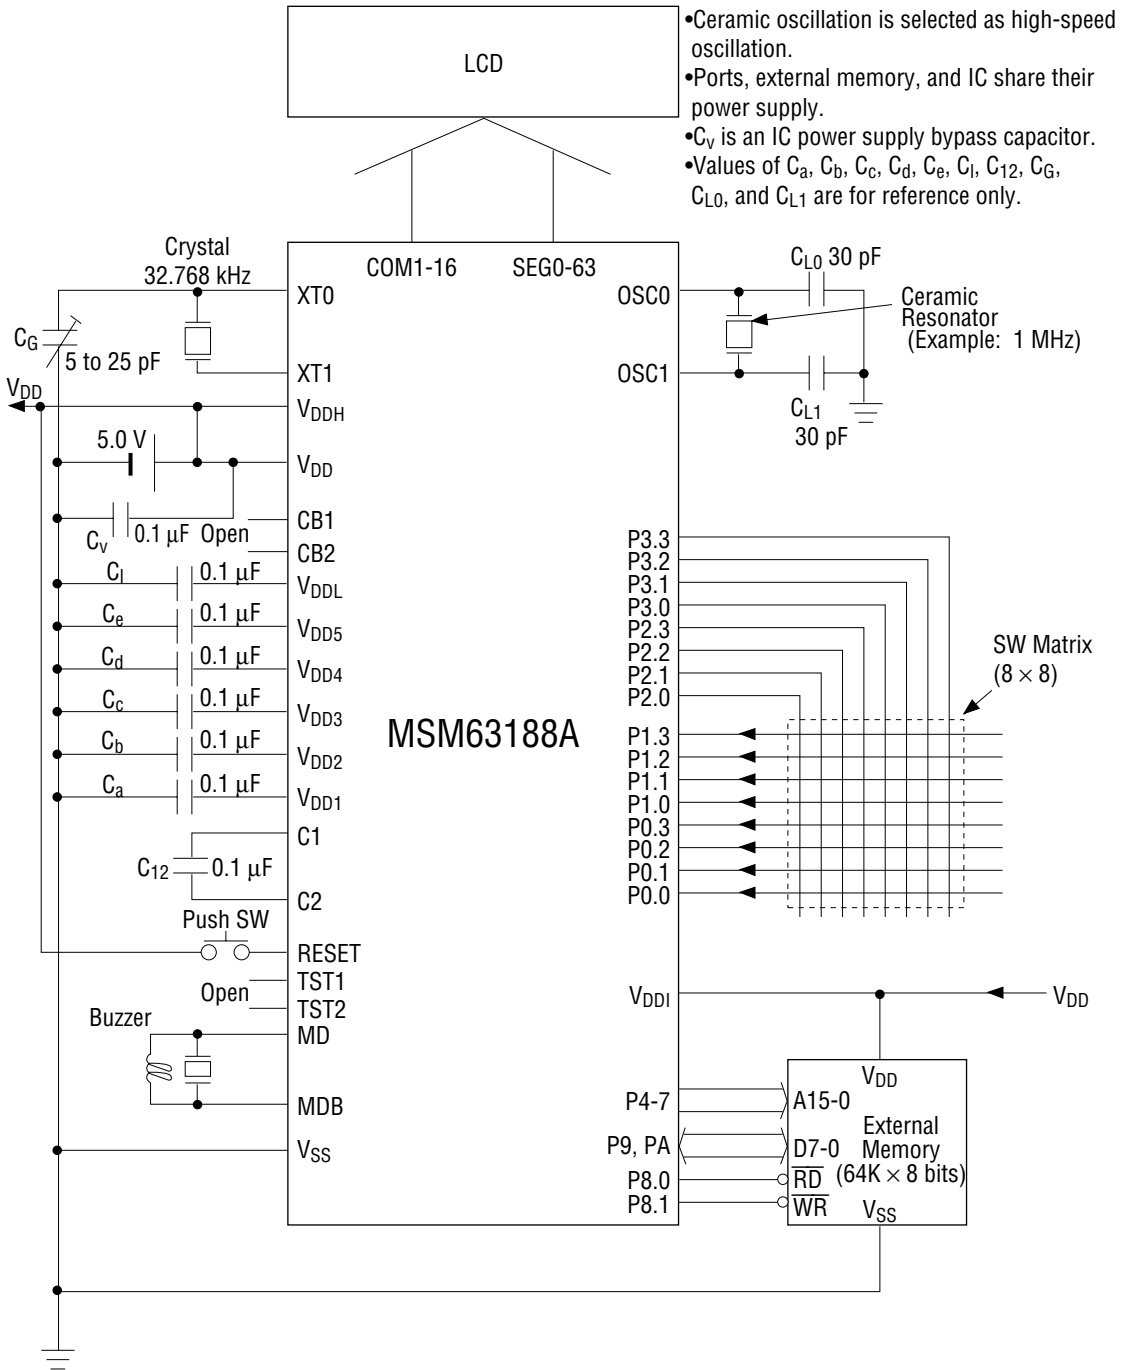 LCD
•Ceramic oscillation is selected as high-speed
oscillation.
•Ports, external memory, and IC share their
power supply.
•Cv is an IC power supply bypass capacitor.
•Values of Ca, Cb, Cc, Cd, Ce, Cl, C12, CG,
CL0, and CL1 are for reference only.
Crystal
32.768 kHz
COM1-16
SEG0-63
XT0
CG
5 to 25 pF
XT1
VDD
VDDH
5.0 V
VDD
Cv
0.1 μF
Open
CB1
CB2
Cl
0.1 μF
VDDL
Ce
0.1 μF
VDD5
Cd
0.1 μF
VDD4
Cc
0.1 μF
VDD3
Cb
0.1 μF
VDD2
Ca
0.1 μF
VDD1
C12
0.1 μF
C1
C2
Push SW
RESET
Open
TST1
TST2
Buzzer
MD
MDB
VSS
MSM63188A
OSC0
CL0 30 pF
Ceramic
Resonator
(Example: 1 MHz)
OSC1
CL1
30 pF
P3.3
P3.2
P3.1
P3.0
P2.3
P2.2
P2.1
P2.0
SW Matrix
(8 × 8)
P1.3
P1.2
P1.1
P1.0
P0.3
P0.2
P0.1
P0.0
VDDI
VDD
P4-7
P9, PA
P8.0
P8.1
VDD
A15-0
External
Memory
(64K × 8 bits)
D7-0
RD
WR
VSS